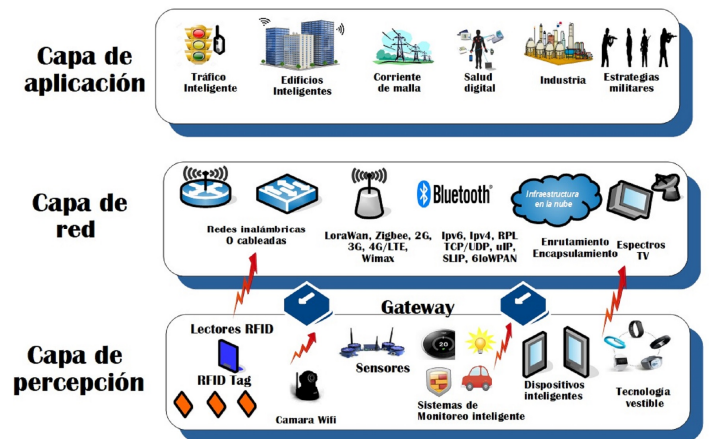 Capa de
aplicación
Tráfico
Inteligente
Edificios
Inteligentes
Corriente
de malla
Salud
digital
Industria
Estrategias
militares
Capa de
red
Redes inalámbricas
O cableadas
LoraWan, Zigbee, 2G,
3G, 4G/LTE,
Wimax
Bluetooth
Ipv6, Ipv4, RPL
TCP/UDP, uIP,
SLIP, 6loWPAN
Infraestructura
en la nube
Enrutamiento
Encapsulamiento
Espectros
TV
Gateway
Capa de
percepción
Lectores RFID
RFID Tag
Camara Wifi
Sensores
20
Sistemas de
Monitoreo inteligente
Dispositivos
inteligentes
Tecnología
vestible